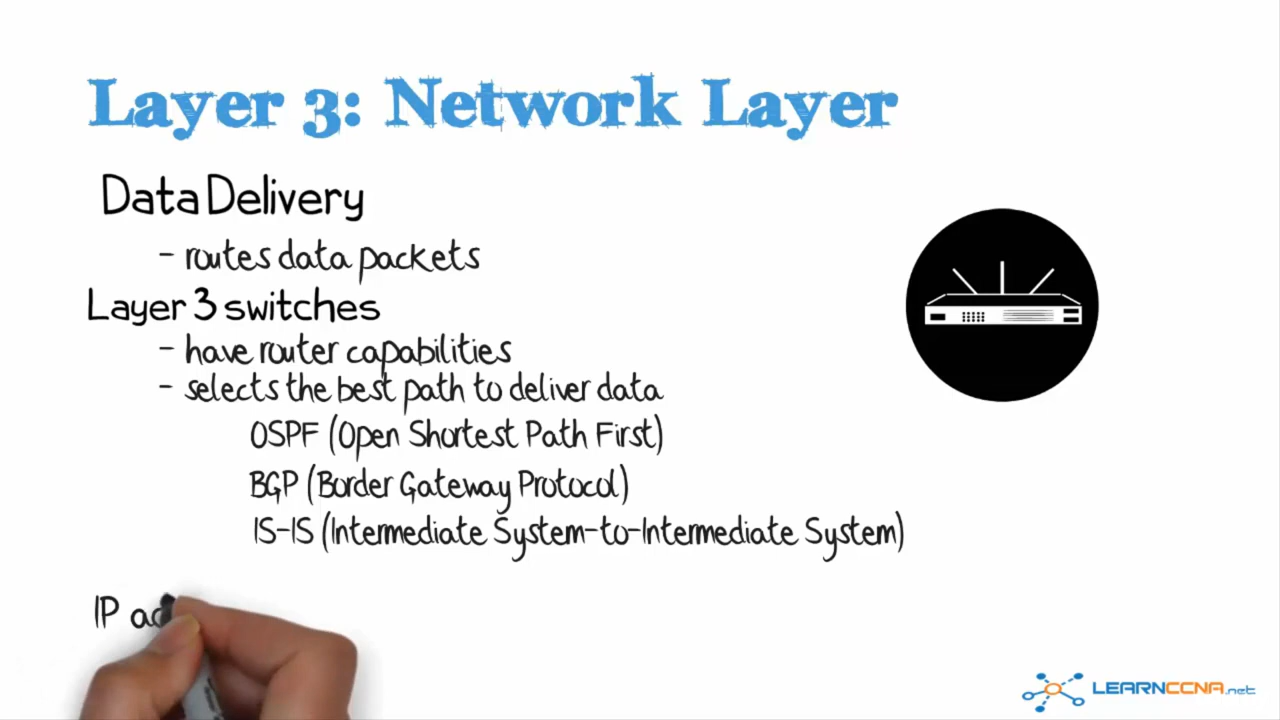 Layer 3: Network Layer
Data Delivery
- routes data packets
Layer 3 switches
- have router capabilities
- selects the best path to deliver data
OSPF (Open Shortest Path First)
BGP (Border Gateway Protocol)
IS-IS (Intermediate System-to-Intermediate System)
IP
LEARNCCNA.net